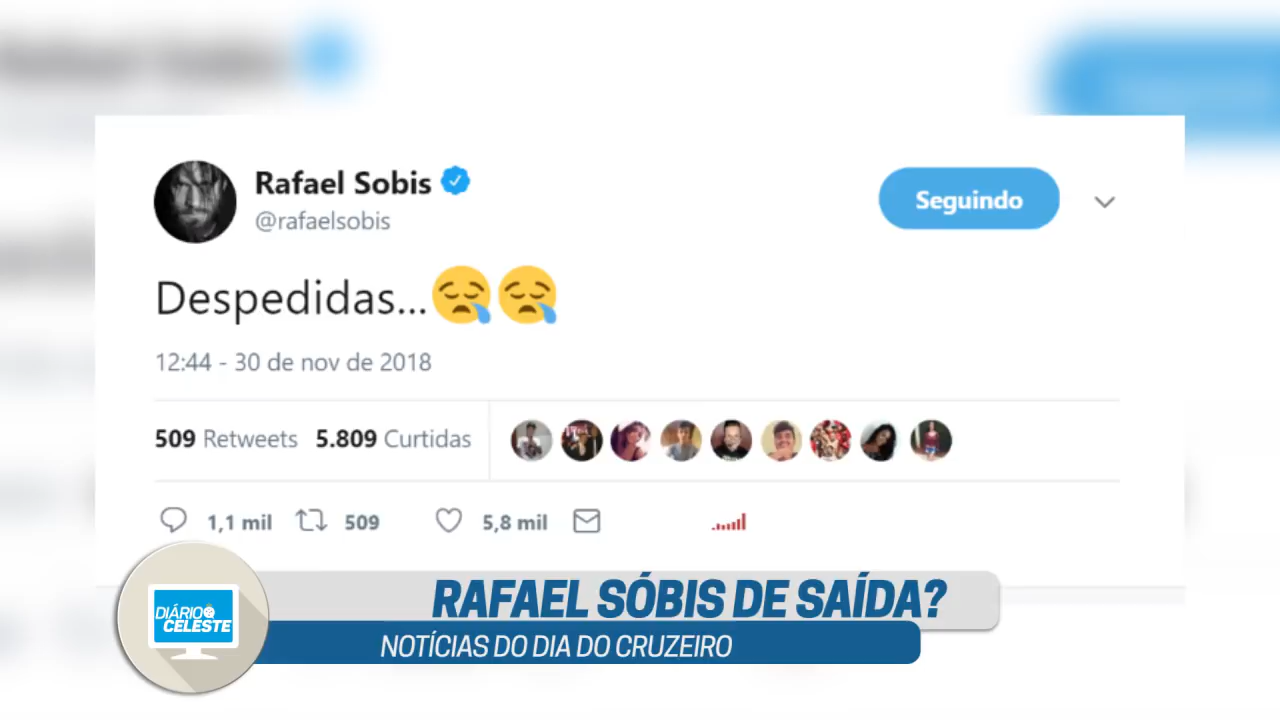 Rafael Sobis
@rafaelsobis
Seguindo
Despedidas...😪😪
12:44 - 30 de nov de 2018
509 Retweets 5.809 Curtidas
1,1 mil 509 5,8 mil
RAFAEL SÓBIS DE SAÍDA?
DIÁRIO
CELESTE
NOTÍCIAS DO DIA DO CRUZEIRO